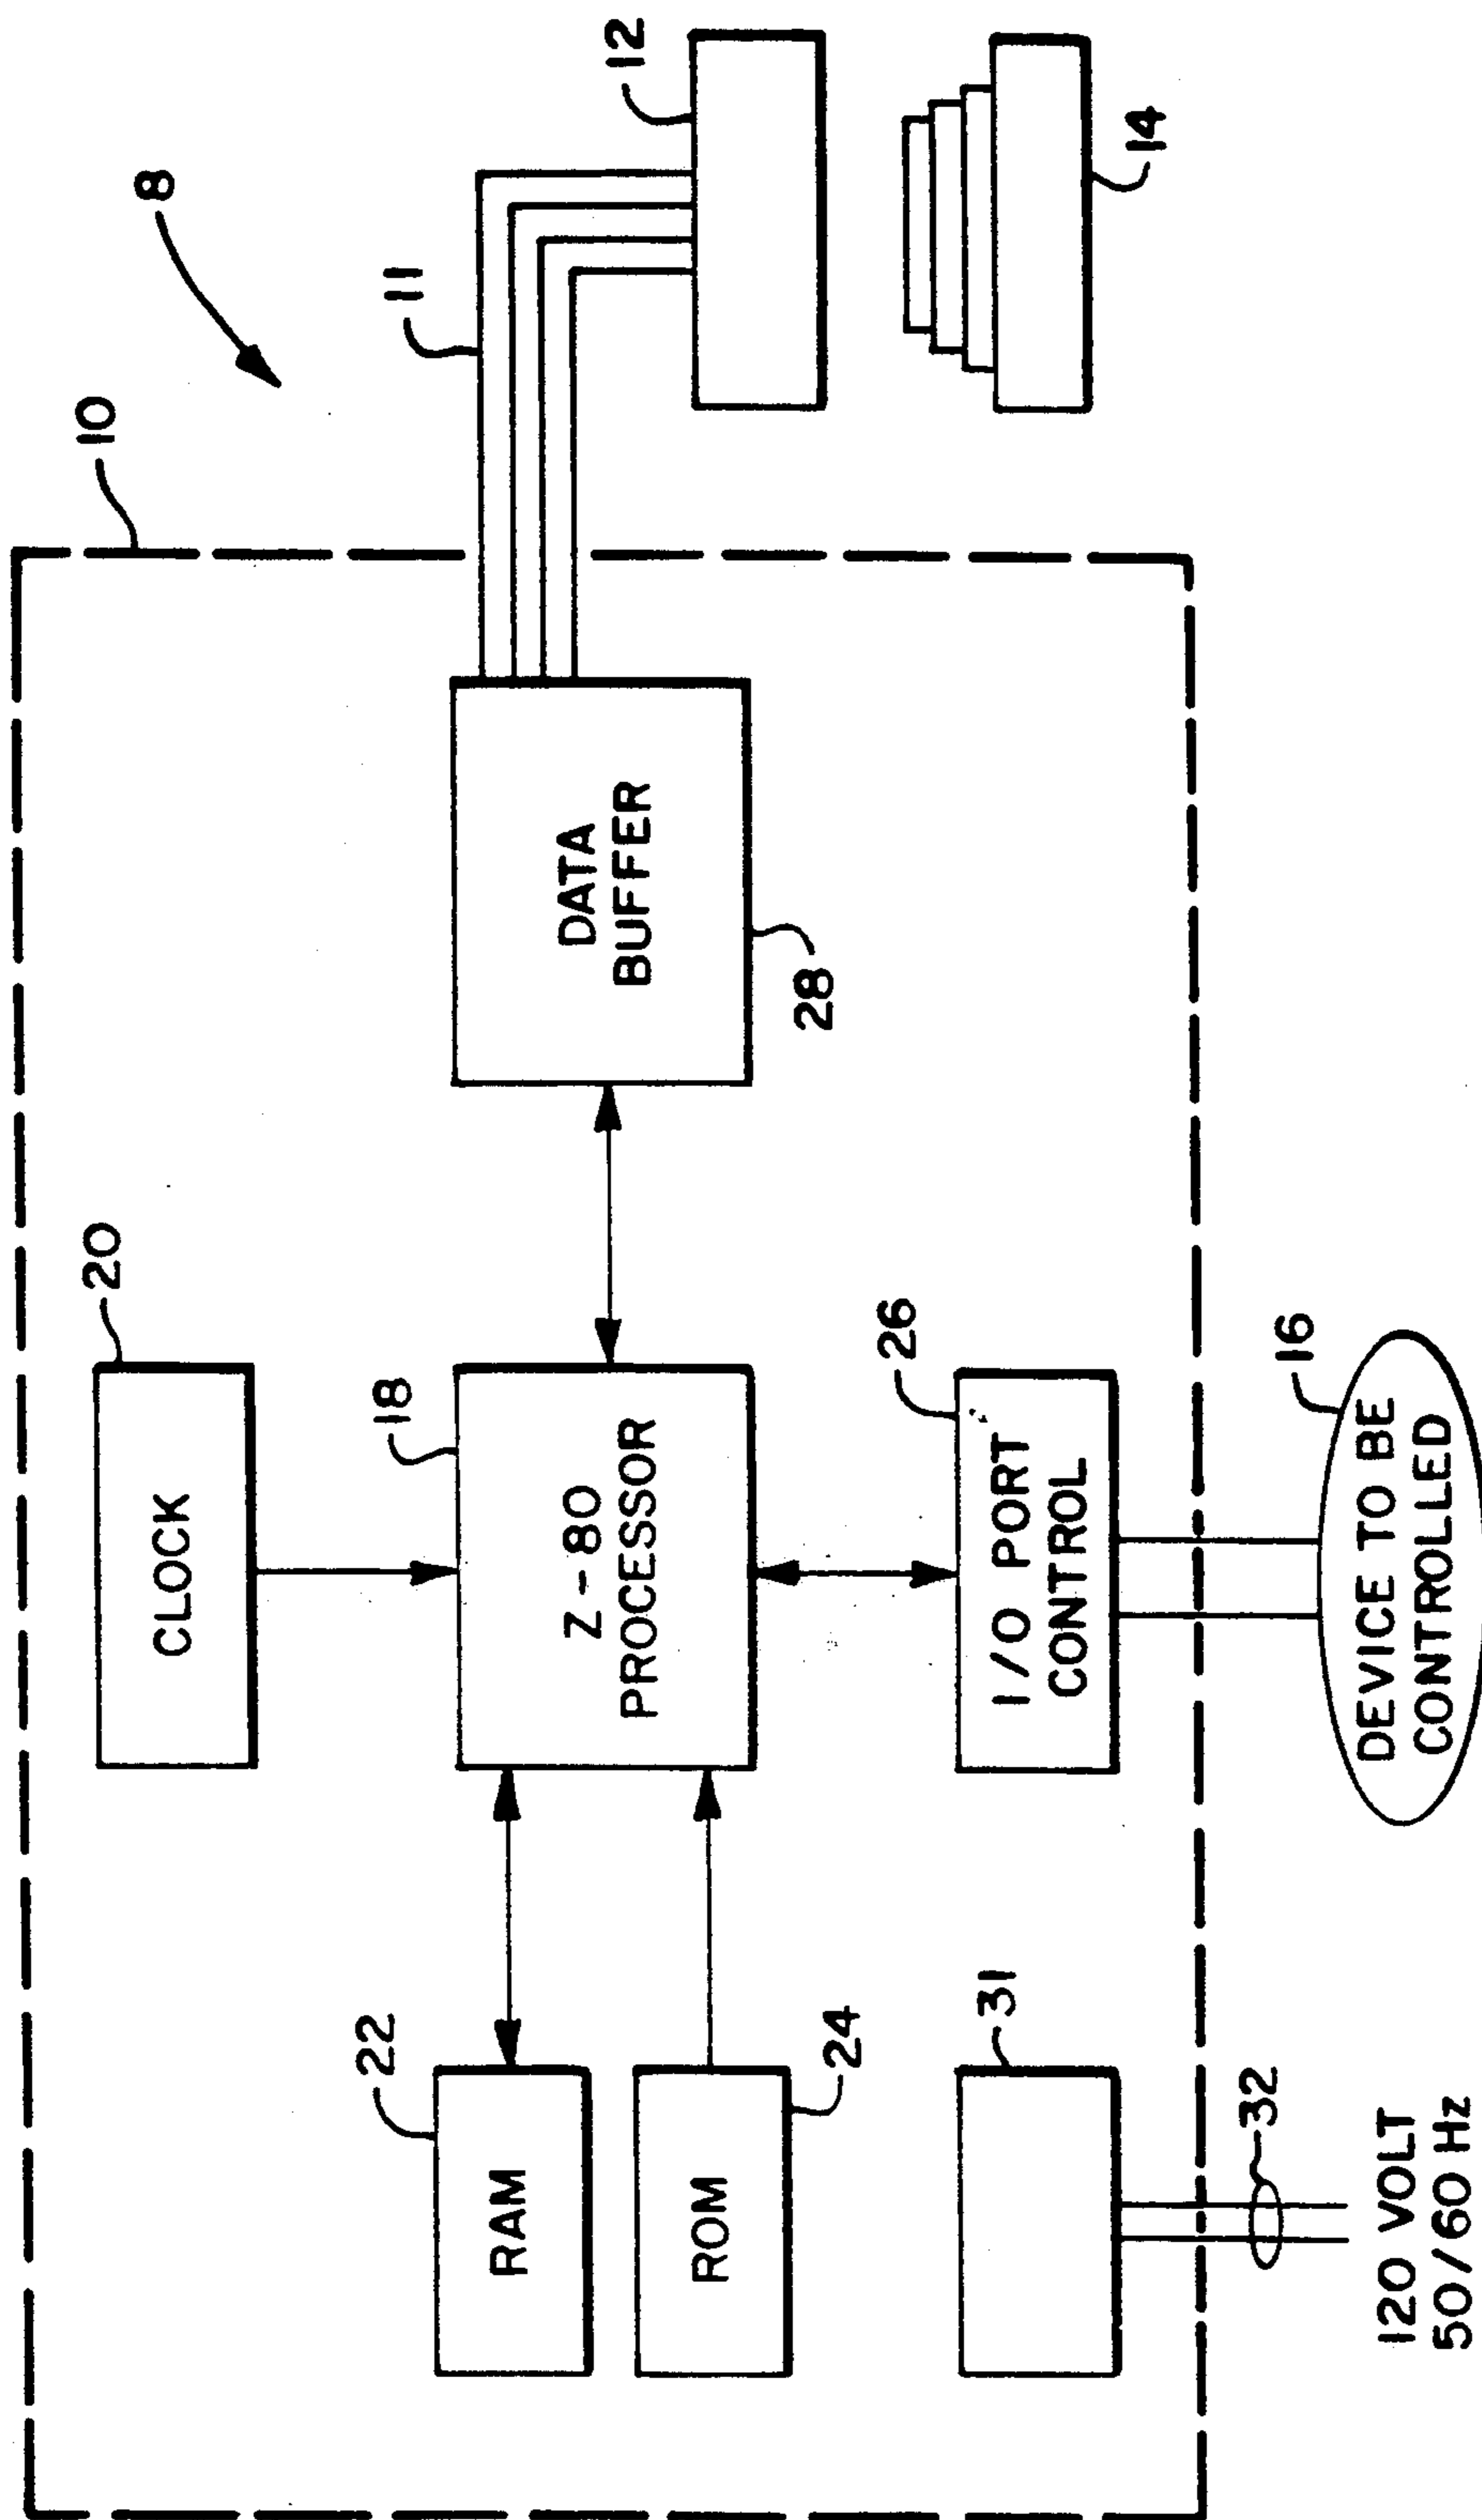 8
10
11
12
14
20
CLOCK
18
Z-80
PROCESSOR
DATA
BUFFER
28
22
RAM
ROM
24
26
I/O PORT
CONTROL
31
32
120 VOLT
50/60 Hz
16
DEVICE TO BE
CONTROLLED